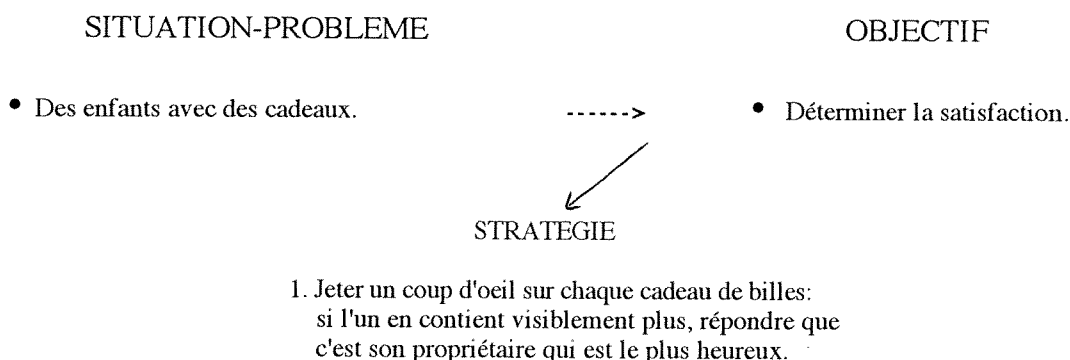 SITUATION-PROBLEME
OBJECTIF
• Des enfants avec des cadeaux.
----->
• Déterminer la satisfaction.
STRATEGIE
1. Jeter un coup d'oeil sur chaque cadeau de billes:
si l'un en contient visiblement plus, répondre que
c'est son propriétaire qui est le plus heureux.